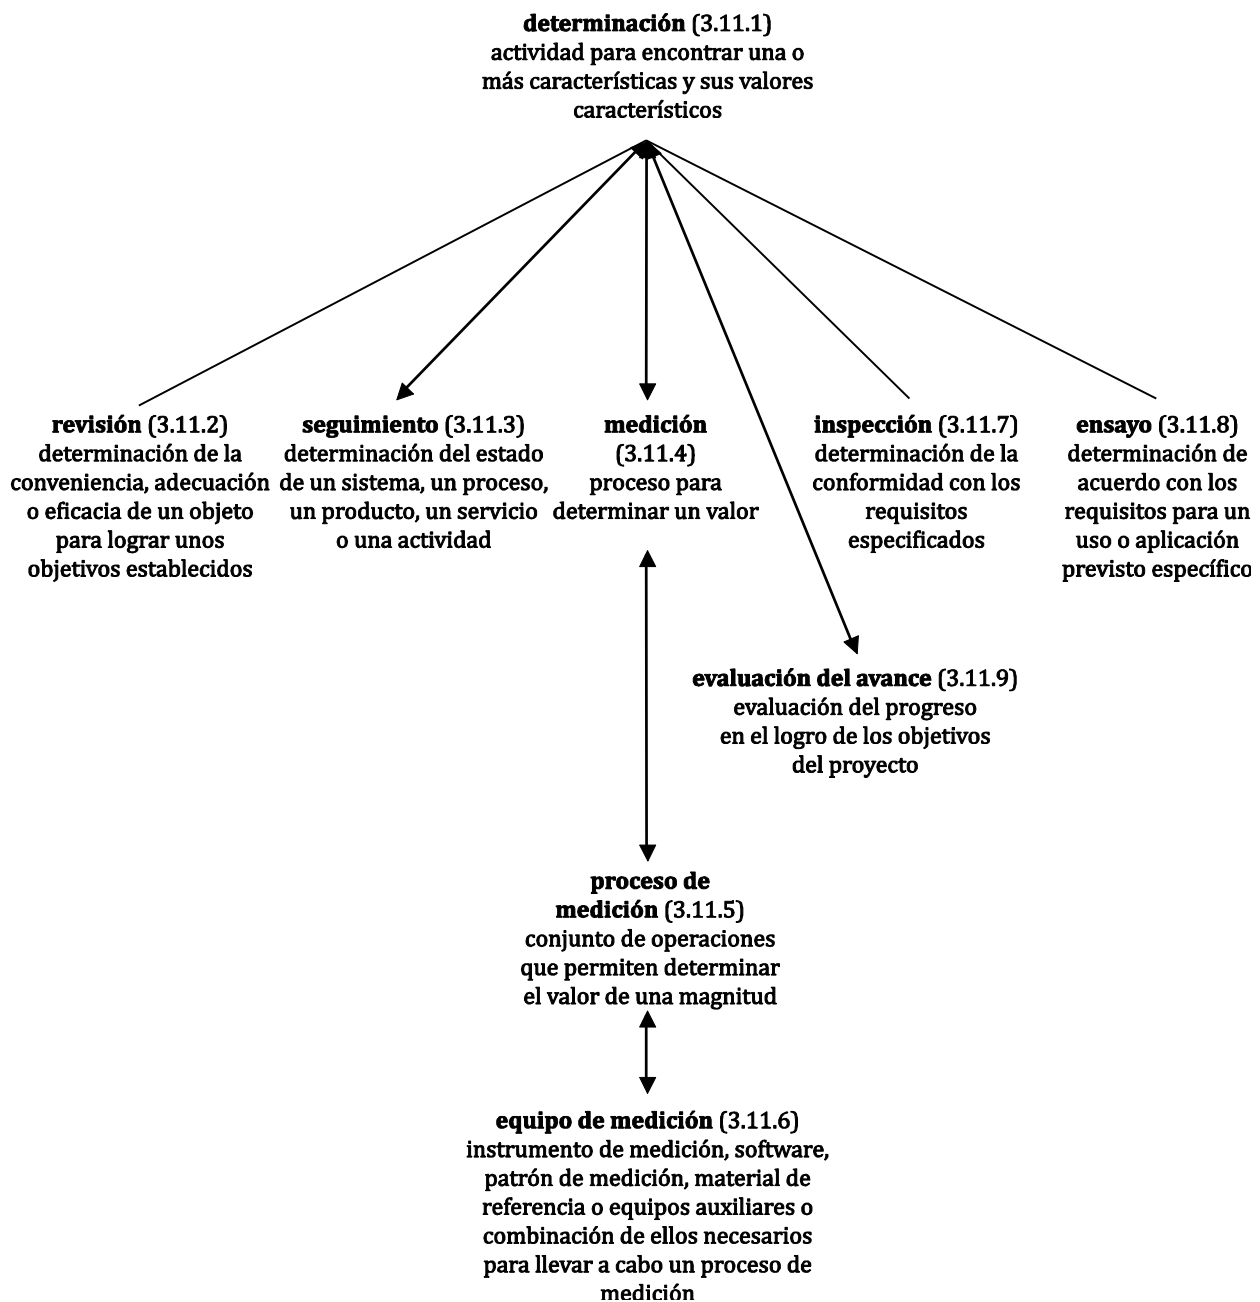 determinación (3.11.1)
actividad para encontrar una o
más características y sus valores
característicos
revisión (3.11.2)
determinación de la
conveniencia, adecuación
o eficacia de un objeto
para lograr unos
objetivos establecidos
seguimiento (3.11.3)
determinación del estado
de un sistema, un proceso,
un producto, un servicio
o una actividad
medición
(3.11.4)
proceso para
determinar un valor
inspección (3.11.7)
determinación de la
conformidad con los
requisitos
especificados
ensayo (3.11.8)
determinación de
acuerdo con los
requisitos para un
uso o aplicación
previsto específico
evaluación del avance (3.11.9)
evaluación del progreso
en el logro de los objetivos
del proyecto
proceso de
medición (3.11.5)
conjunto de operaciones
que permiten determinar
el valor de una magnitud
equipo de medición (3.11.6)
instrumento de medición, software,
patrón de medición, material de
referencia o equipos auxiliares o
combinación de ellos necesarios
para llevar a cabo un proceso de
medición